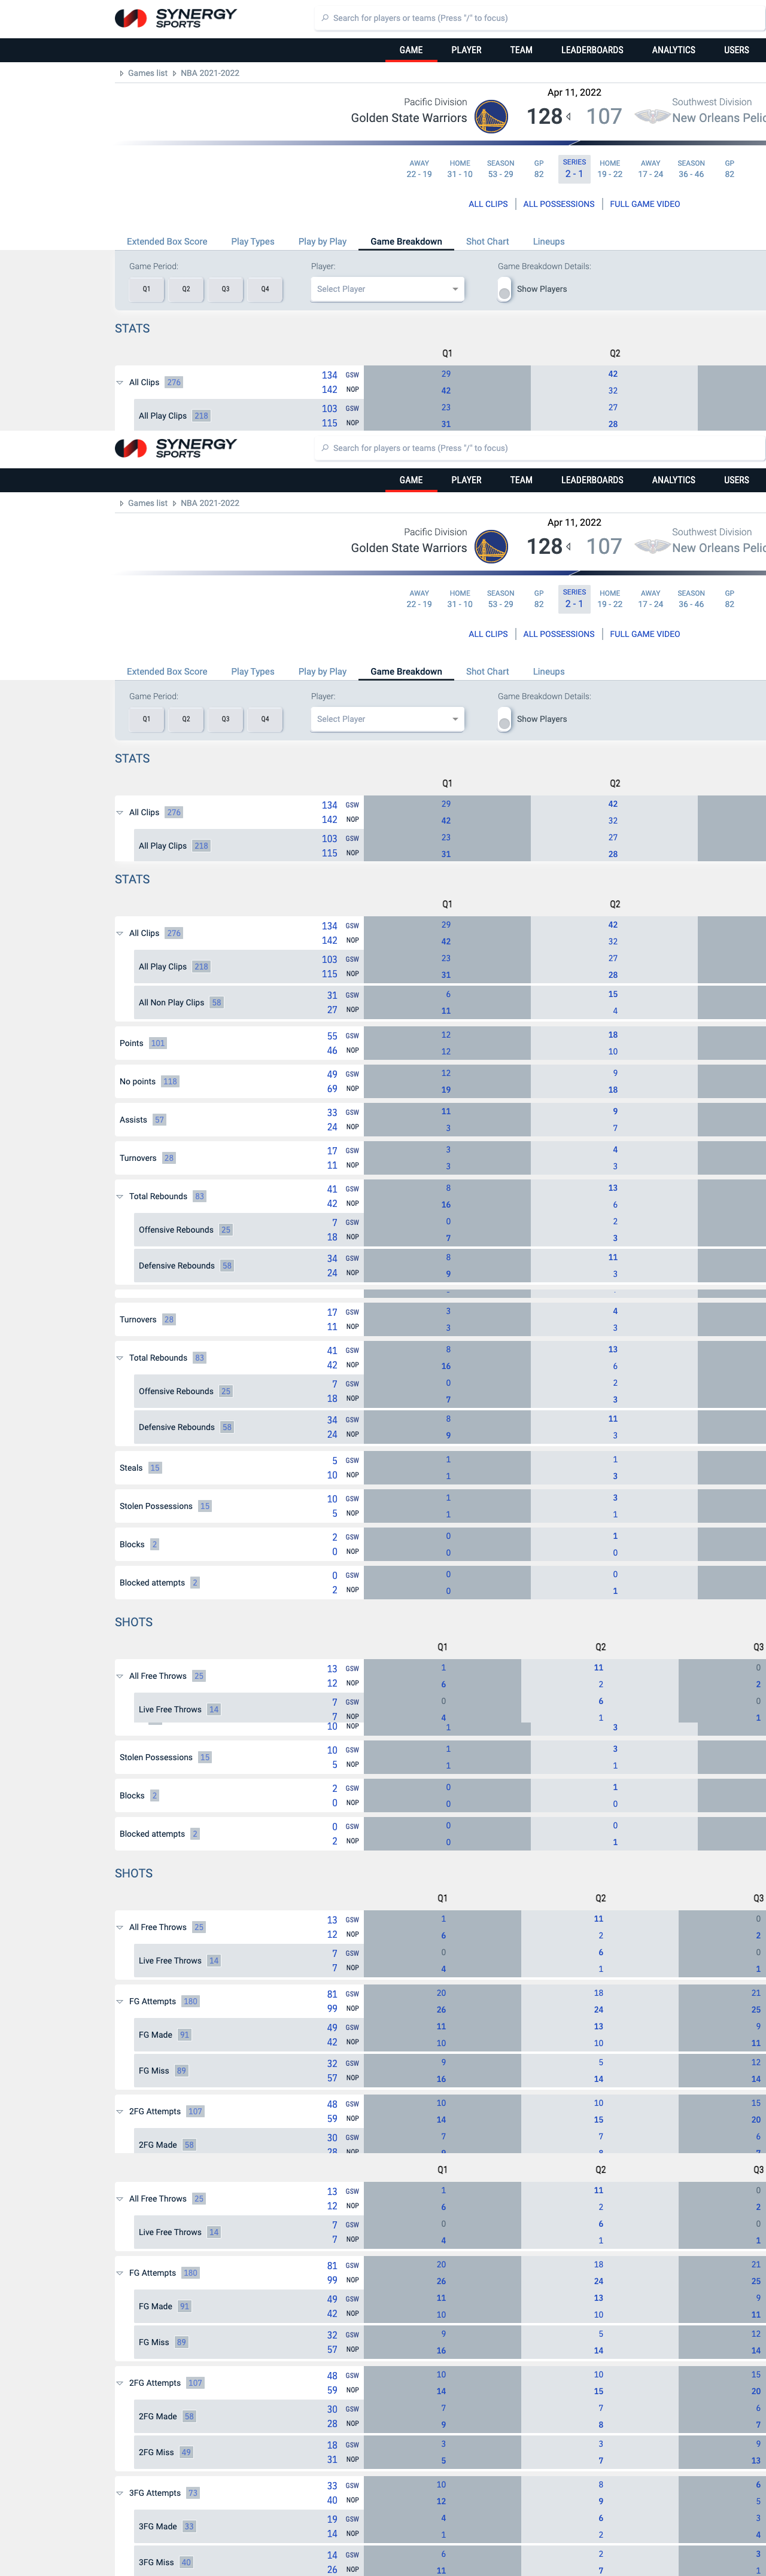 SYNERGY SPORTS
Search for players or teams (Press "/" to focus)
GAME PLAYER TEAM LEADERBOARDS ANALYTICS USERS
Games list NBA 2021-2022
Apr 11, 2022
Pacific Division Southwest Division
Golden State Warriors 128 107 New Orleans Pelic
AWAY HOME SEASON GP SERIES HOME AWAY SEASON GP
22 - 19 31 - 10 53 - 29 82 2 - 1 19 - 22 17 - 24 36 - 46 82
ALL CLIPS ALL POSSESSIONS FULL GAME VIDEO
Extended Box Score Play Types Play by Play Game Breakdown Shot Chart Lineups
Game Period: Player: Game Breakdown Details:
Q1 Q2 Q3 Q4 Select Player Show Players
STATS
Q1 Q2
All Clips 276 134 GSW 29 42
142 NOP 42 32
All Play Clips 218 103 GSW 23 27
115 NOP 31 28
SYNERGY SPORTS
Search for players or teams (Press "/" to focus)
GAME PLAYER TEAM LEADERBOARDS ANALYTICS USERS
Games list NBA 2021-2022
Apr 11, 2022
Pacific Division Southwest Division
Golden State Warriors 128 107 New Orleans Pelic
AWAY HOME SEASON GP SERIES HOME AWAY SEASON GP
22 - 19 31 - 10 53 - 29 82 2 - 1 19 - 22 17 - 24 36 - 46 82
ALL CLIPS ALL POSSESSIONS FULL GAME VIDEO
Extended Box Score Play Types Play by Play Game Breakdown Shot Chart Lineups
Game Period: Player: Game Breakdown Details:
Q1 Q2 Q3 Q4 Select Player Show Players
STATS
Q1 Q2
All Clips 276 134 GSW 29 42
142 NOP 42 32
All Play Clips 218 103 GSW 23 27
115 NOP 31 28
STATS
Q1 Q2
All Clips 276 134 GSW 29 42
142 NOP 42 32
All Play Clips 218 103 GSW 23 27
115 NOP 31 28
All Non Play Clips 58 31 GSW 6 15
27 NOP 11 4
Points 101 55 GSW 12 18
46 NOP 12 10
No points 118 49 GSW 12 9
69 NOP 19 18
Assists 57 33 GSW 11 9
24 NOP 3 7
Turnovers 28 17 GSW 3 4
11 NOP 3 3
Total Rebounds 83 41 GSW 8 13
42 NOP 16 6
Offensive Rebounds 25 7 GSW 0 2
18 NOP 7 3
Defensive Rebounds 58 34 GSW 8 11
24 NOP 9 3
Turnovers 28 17 GSW 3 4
11 NOP 3 3
Total Rebounds 83 41 GSW 8 13
42 NOP 16 6
Offensive Rebounds 25 7 GSW 0 2
18 NOP 7 3
Defensive Rebounds 58 34 GSW 8 11
24 NOP 9 3
Steals 15 5 GSW 1 1
10 NOP 1 3
Stolen Possessions 15 10 GSW 1 3
5 NOP 1 1
Blocks 2 2 GSW 0 1
0 NOP 0 0
Blocked attempts 2 0 GSW 0 0
2 NOP 0 1
SHOTS
Q1 Q2 Q3
All Free Throws 25 13 GSW 1 11 0
12 NOP 6 2 2
Live Free Throws 14 7 GSW 0 6 0
7 NOP 4 1 1
10 NOP 1 3
Stolen Possessions 15 10 GSW 1 3
5 NOP 1 1
Blocks 2 2 GSW 0 1
0 NOP 0 0
Blocked attempts 2 0 GSW 0 0
2 NOP 0 1
SHOTS
Q1 Q2 Q3
All Free Throws 25 13 GSW 1 11 0
12 NOP 6 2 2
Live Free Throws 14 7 GSW 0 6 0
7 NOP 4 1 1
FG Attempts 180 81 GSW 20 18 21
99 NOP 26 24 25
FG Made 91 49 GSW 11 13 9
42 NOP 10 10 11
FG Miss 89 32 GSW 9 5 12
57 NOP 16 14 14
2FG Attempts 107 48 GSW 10 10 15
59 NOP 14 15 20
2FG Made 58 30 GSW 7 7 6
28 NOP 9 8 7
Q1 Q2 Q3
All Free Throws 25 13 GSW 1 11 0
12 NOP 6 2 2
Live Free Throws 14 7 GSW 0 6 0
7 NOP 4 1 1
FG Attempts 180 81 GSW 20 18 21
99 NOP 26 24 25
FG Made 91 49 GSW 11 13 9
42 NOP 10 10 11
FG Miss 89 32 GSW 9 5 12
57 NOP 16 14 14
2FG Attempts 107 48 GSW 10 10 15
59 NOP 14 15 20
2FG Made 58 30 GSW 7 7 6
28 NOP 9 8 7
2FG Miss 49 18 GSW 3 3 9
31 NOP 5 7 13
3FG Attempts 73 33 GSW 10 8 6
40 NOP 12 9 5
3FG Made 33 19 GSW 4 6 3
14 NOP 1 2 4
3FG Miss 40 14 GSW 6 2 3
26 NOP 11 7 1